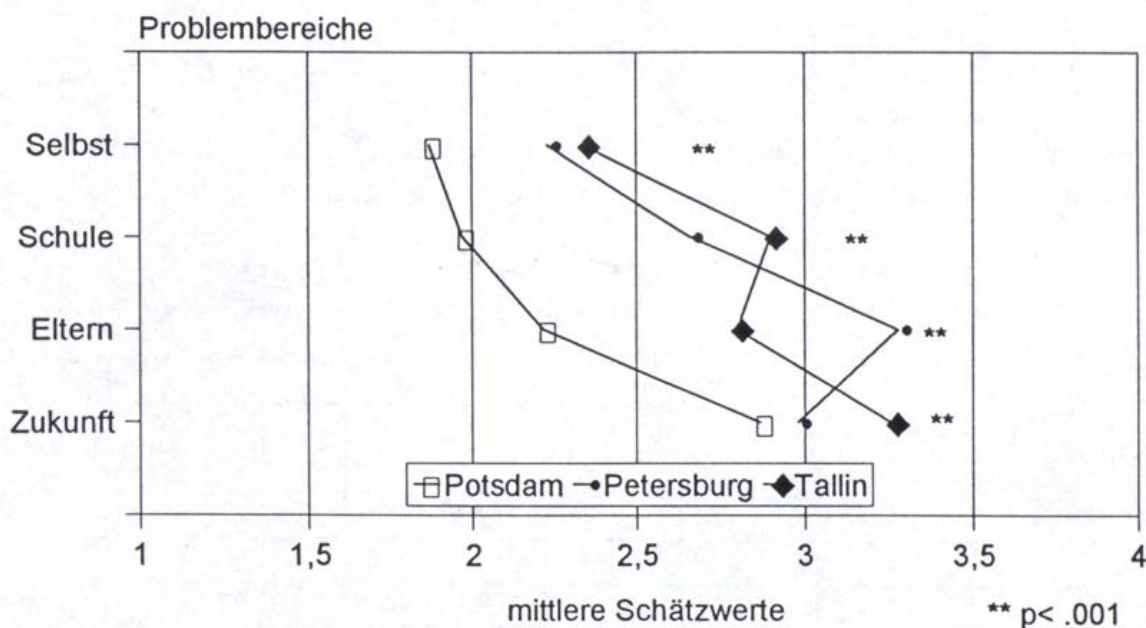 Problembereiche
Selbst
**
Schule
**
Eltern
**
Zukunft
**
Potsdam Petersburg Tallin
1 1,5 2 2,5 3 3,5 4
mittlere Schätzwerte ** p< .001